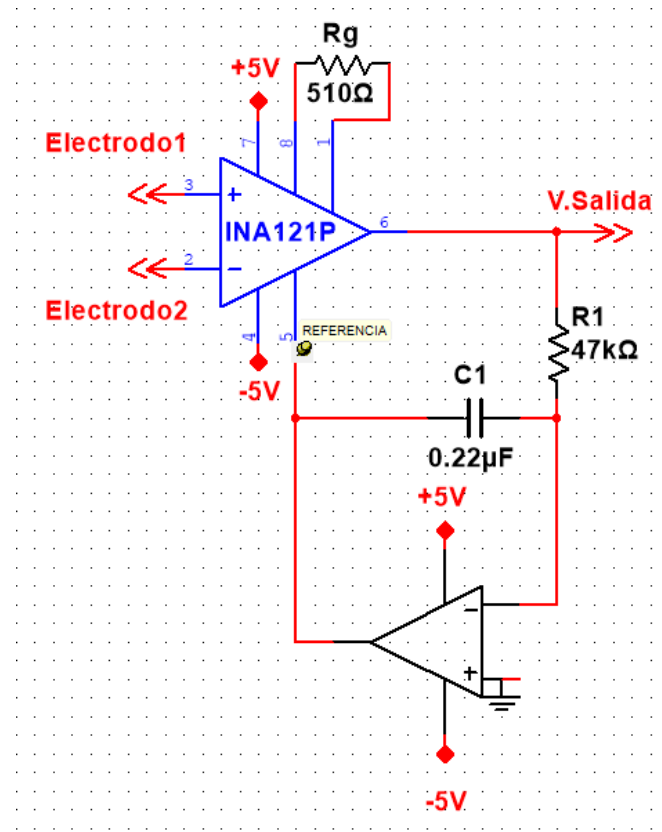 Rg
+5V
510Ω
7
8
1
Electrodo1
3
+
6
V.Salida
INA121P
2
−
Electrodo2
4
5
REFERENCIA
-5V
R1
47kΩ
C1
0.22µF
+5V
−
+
-5V